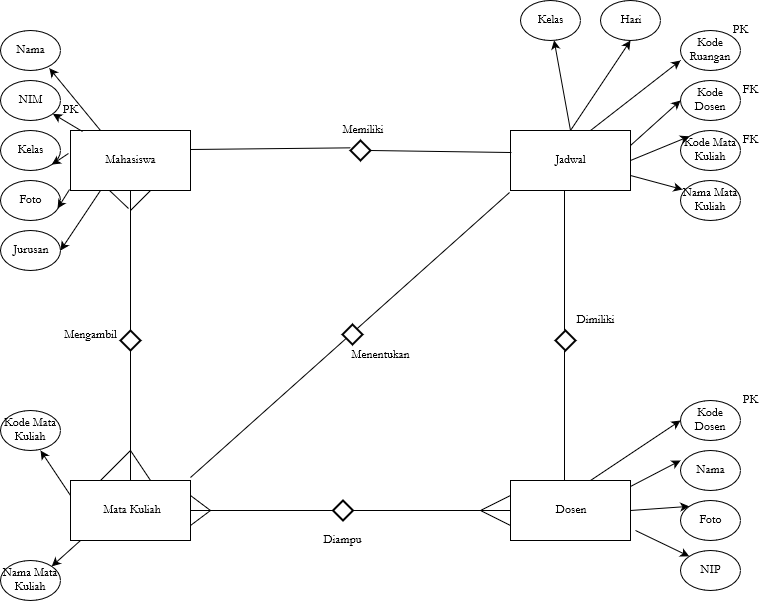 Kelas
Hari
PK
Nama
Kode
Ruangan
NIM
PK
Kode
Dosen
FK
Memiliki
Kelas
Mahasiswa
Jadwal
Kode Mata
Kuliah
FK
Foto
Nama Mata
Kuliah
Jurusan
Mengambil
Dimiliki
Menentukan
Kode Mata
Kuliah
Kode
Dosen
PK
Nama
Mata Kuliah
Diampu
Dosen
Foto
Nama Mata
Kuliah
NIP